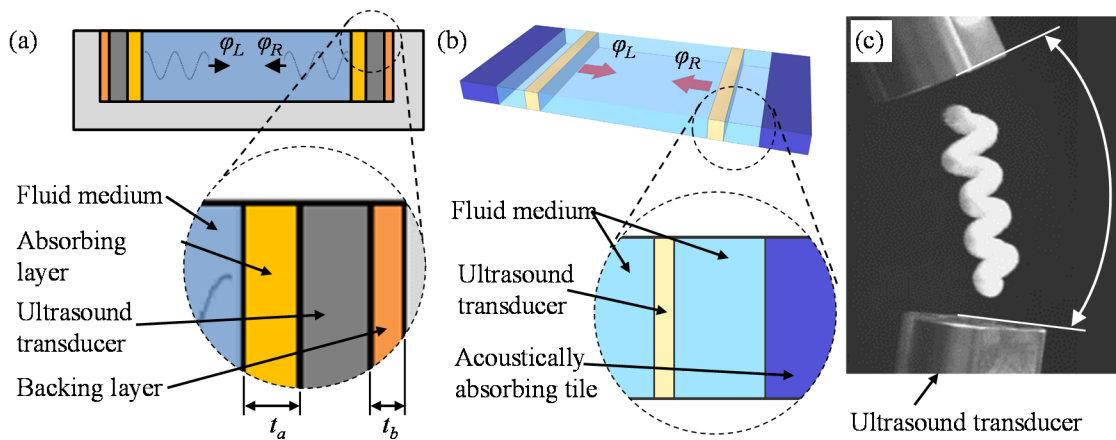 (a)
φL φR
Fluid medium
Absorbing
layer
Ultrasound
transducer
Backing layer
ta
tb
(b)
φL
φR
Fluid medium
Ultrasound
transducer
Acoustically
absorbing tile
(c)
Ultrasound transducer